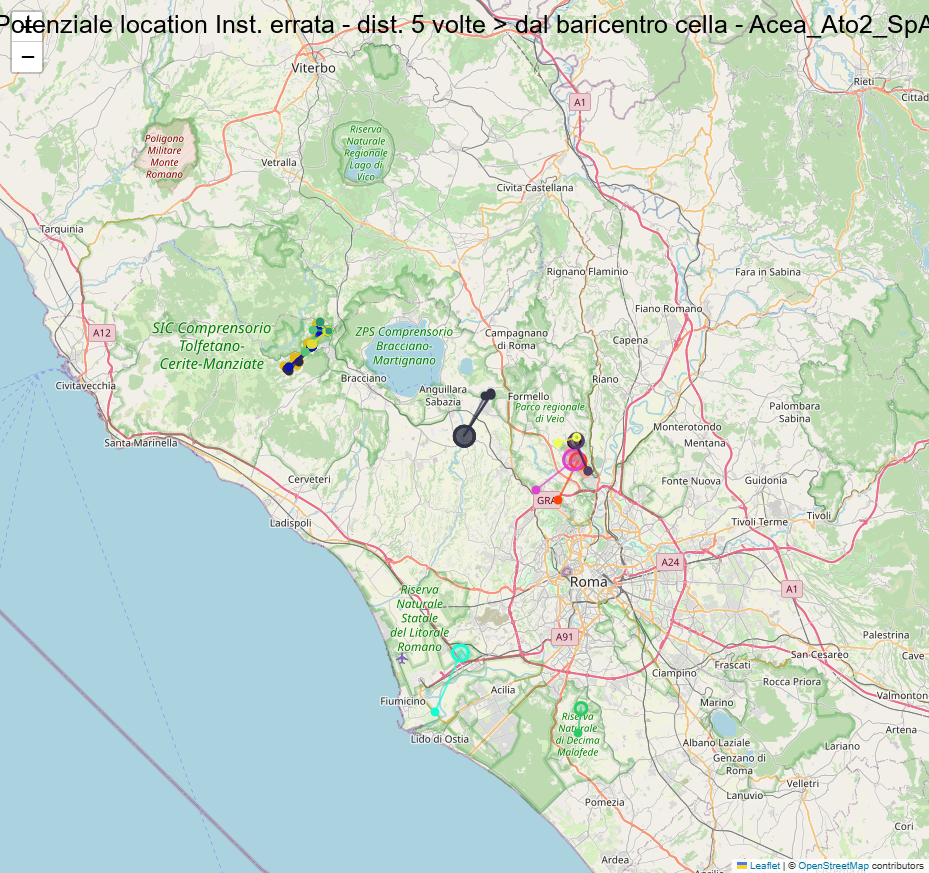 Potenziale location Inst. errata - dist. 5 volte > dal baricentro cella - Acea_Ato2_SpA
+
−
Viterbo
Rieti
A1
Cittad
Poligono
Militare
Monte
Romano
Riserva
Naturale
Regionale
Lago di
Vico
Vetralla
Civita Castellana
Tarquinia
Rignano Flaminio
Fara in Sabina
Fiano Romano
A12
SIC Comprensorio
Tolfetano-
Cerite-Manziate
ZPS Comprensorio
Bracciano-
Martignano
Campagnano
di Roma
Capena
Civitavecchia
Bracciano
Anguillara
Sabazia
Formello
Riano
Parco regionale
di Veio
Palombara
Sabina
Santa Marinella
Monterotondo
Mentana
Cerveteri
Fonte Nuova
Guidonia
GRA
Ladispoli
Tivoli Terme
Tivoli
A24
Roma
A1
Riserva
Naturale
Statale
del Litorale
Romano
A91
Palestrina
San Cesareo
Cave
Frascati
Ciampino
Rocca Priora
Fiumicino
Acilia
Marino
Valmonton
Riserva
Naturale
di Decima
Malafede
Lido di Ostia
Albano Laziale
Lariano
Artena
Genzano di
Roma
Velletri
Lanuvio
Pomezia
Cori
Ardea
Leaflet | © OpenStreetMap contributors